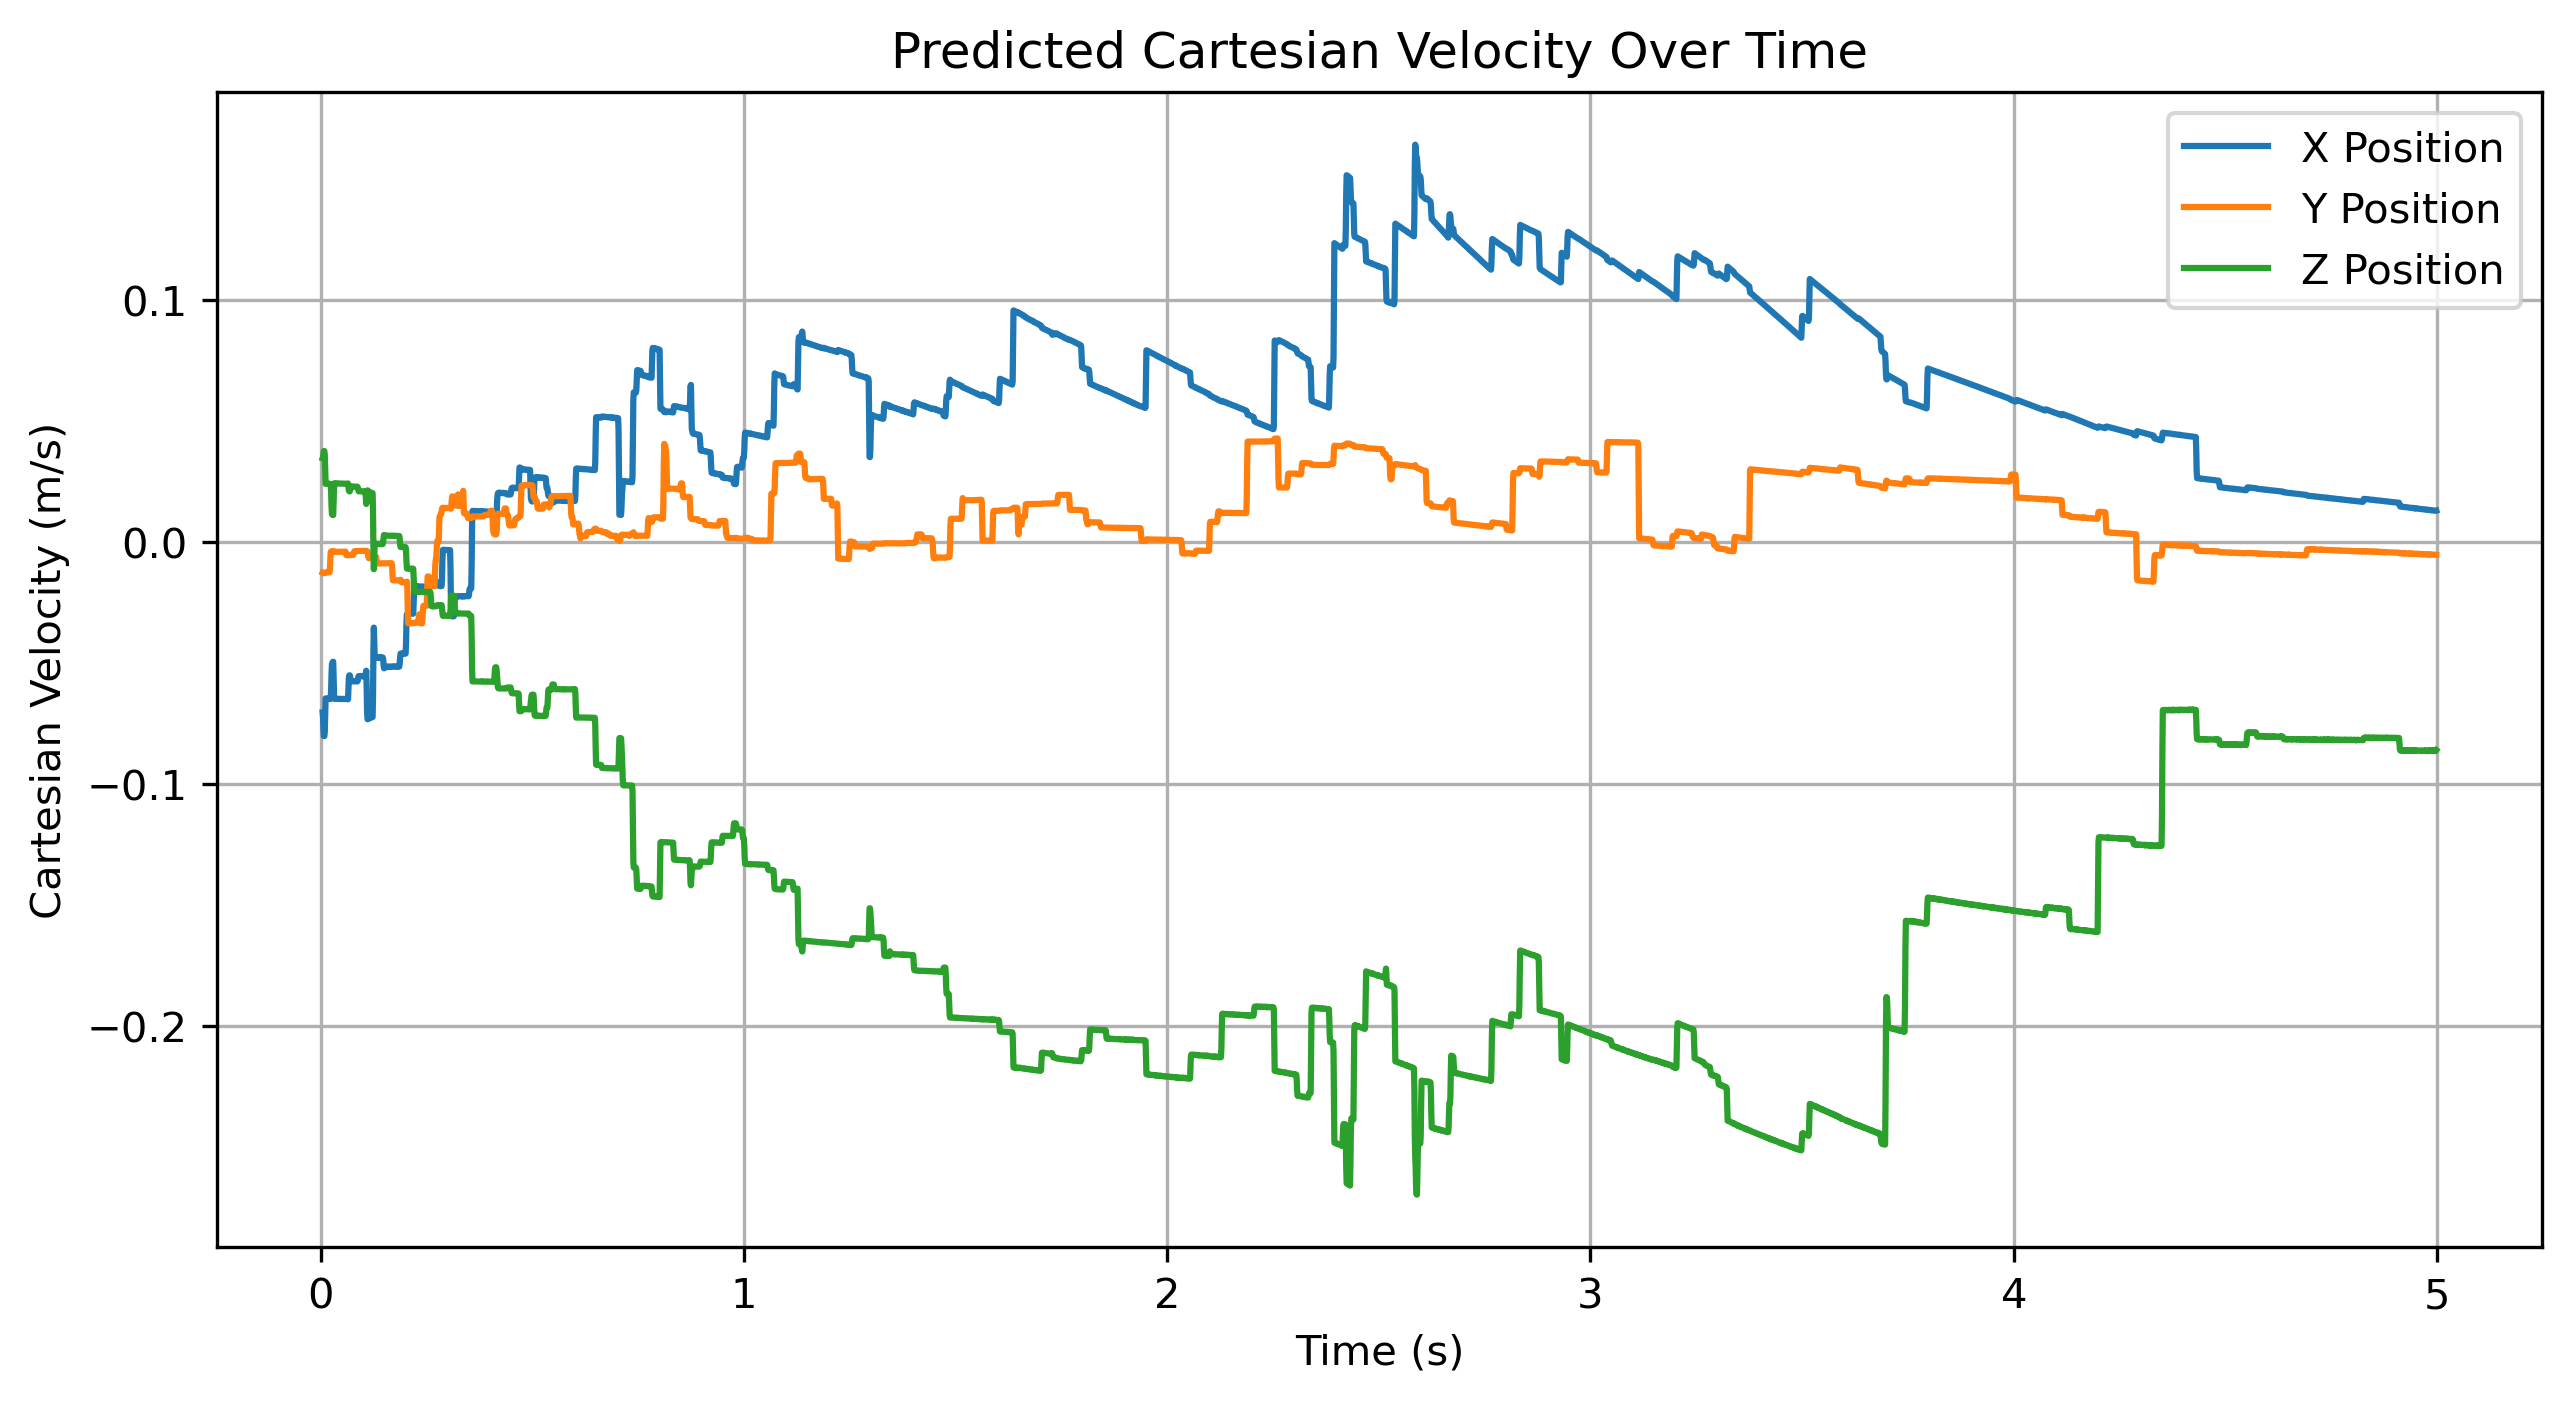 Predicted Cartesian Velocity Over Time
X Position
Y Position
Z Position
Cartesian Velocity (m/s)
0.1
0.0
−0.1
−0.2
0 1 2 3 4 5
Time (s)